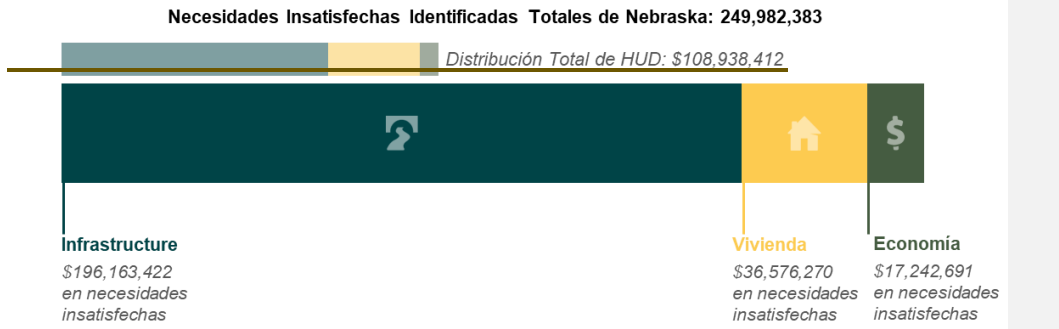 Necesidades Insatisfechas Identificadas Totales de Nebraska: 249,982,383
Distribución Total de HUD: $108,938,412
$
Infrastructure
$196,163,422
en necesidades
insatisfechas
Vivienda
$36,576,270
en necesidades
insatisfechas
Economía
$17,242,691
en necesidades
insatisfechas